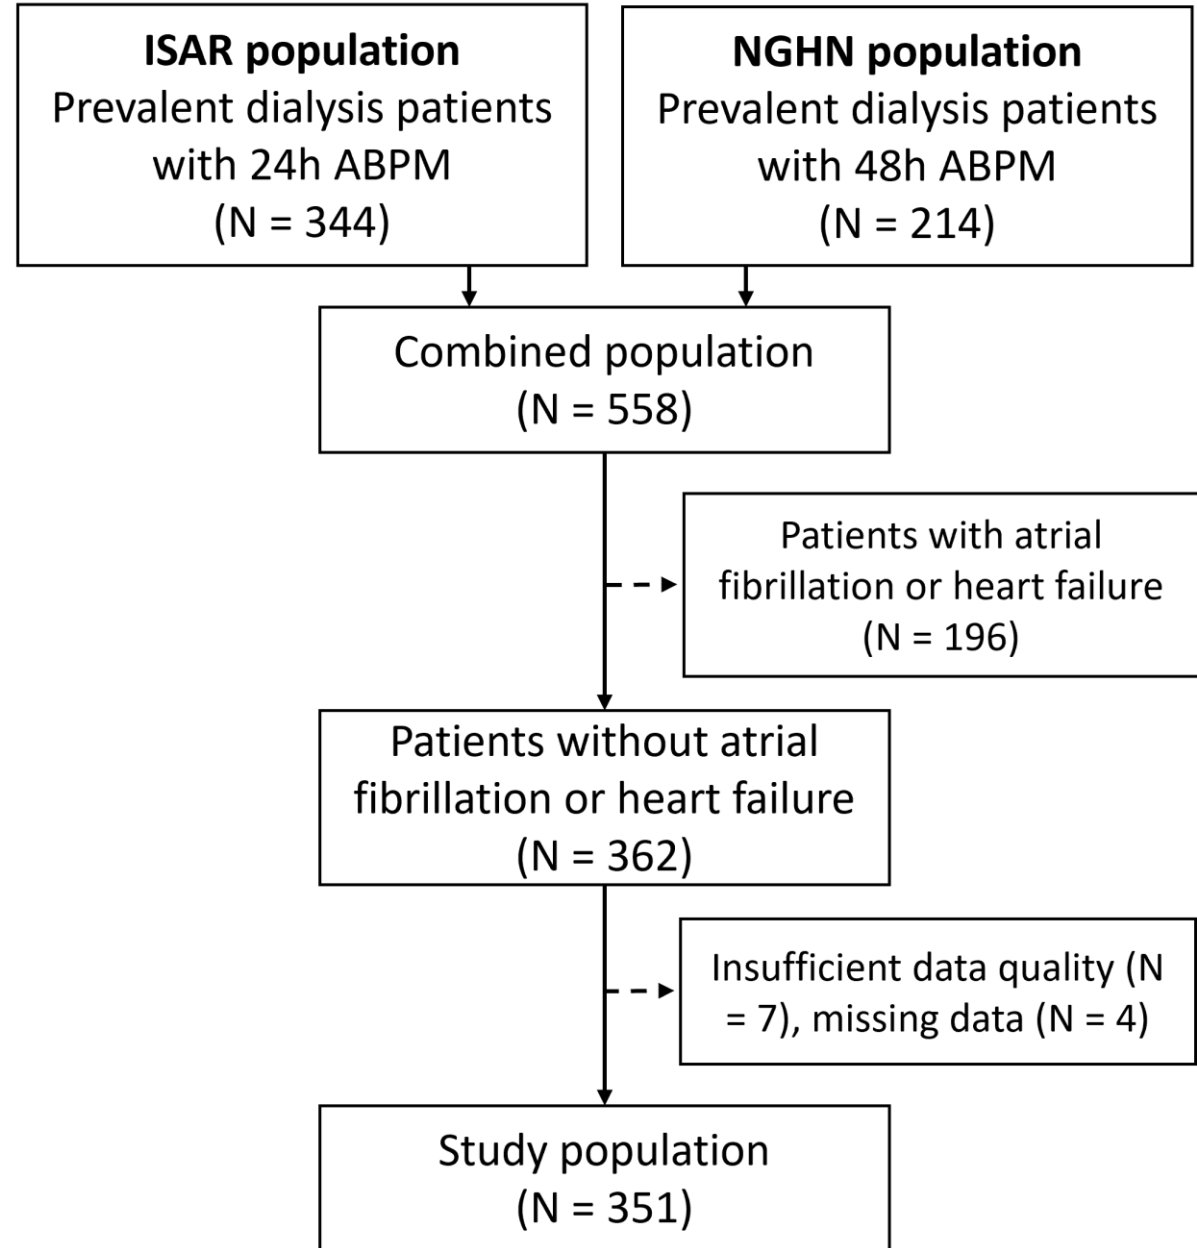 ISAR population
Prevalent dialysis patients
with 24h ABPM
(N = 344)
NGHN population
Prevalent dialysis patients
with 48h ABPM
(N = 214)
Combined population
(N = 558)
Patients with atrial
fibrillation or heart failure
(N = 196)
Patients without atrial
fibrillation or heart failure
(N = 362)
Insufficient data quality (N
= 7), missing data (N = 4)
Study population
(N = 351)